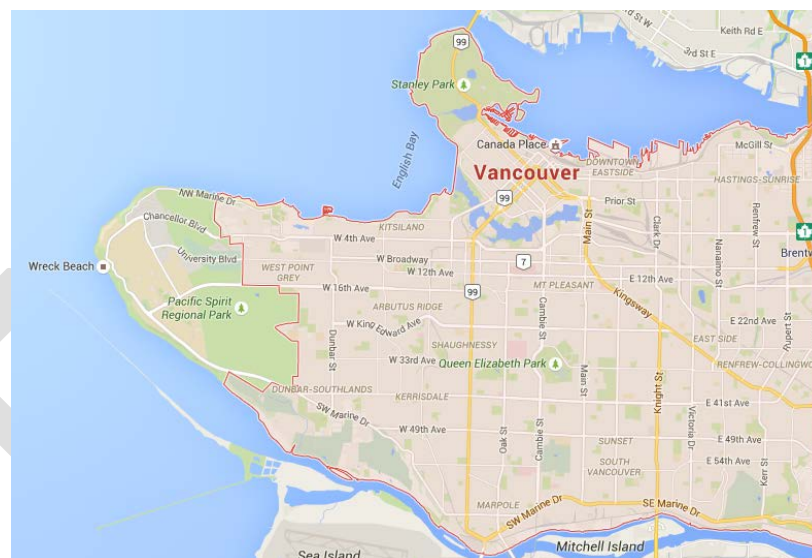 Keith Rd E
W
3rd St E
99
1
Stanley Park
English Bay
Canada Place
McGill St
Vancouver
DOWNTOWN
EASTSIDE
HASTINGS-SUNRISE
NW Marine Dr
Chancellor Blvd
University Blvd
99
Prior St
Main St
Clark Dr
Nanaimo St
Renfrew St
1
KITSILANO
W 4th Ave
Wreck Beach
WEST POINT
GREY
W Broadway
W 12th Ave
7
Brentw
E 12th Ave
MT PLEASANT
W 16th Ave
99
Kingsway
Pacific Spirit
Regional Park
ARBUTUS RIDGE
W King Edward Ave
Cambie St
E 22nd Ave
Rupert St
EAST SIDE
Dunbar St
SHAUGHNESSY
W 33rd Ave
Queen Elizabeth Park
Main St
RENFREW-COLLINGWO
DUNBAR-SOUTHLANDS
KERRISDALE
Knight St
E 41st Ave
SW Marine Dr
W 49th Ave
Oak St
Cambie St
Victoria Dr
SUNSET
E 49th Ave
SOUTH
VANCOUVER
E 54th Ave
Kerr St
MARPOLE
SW Marine Dr
SE Marine Dr
Sea Island
Mitchell Island